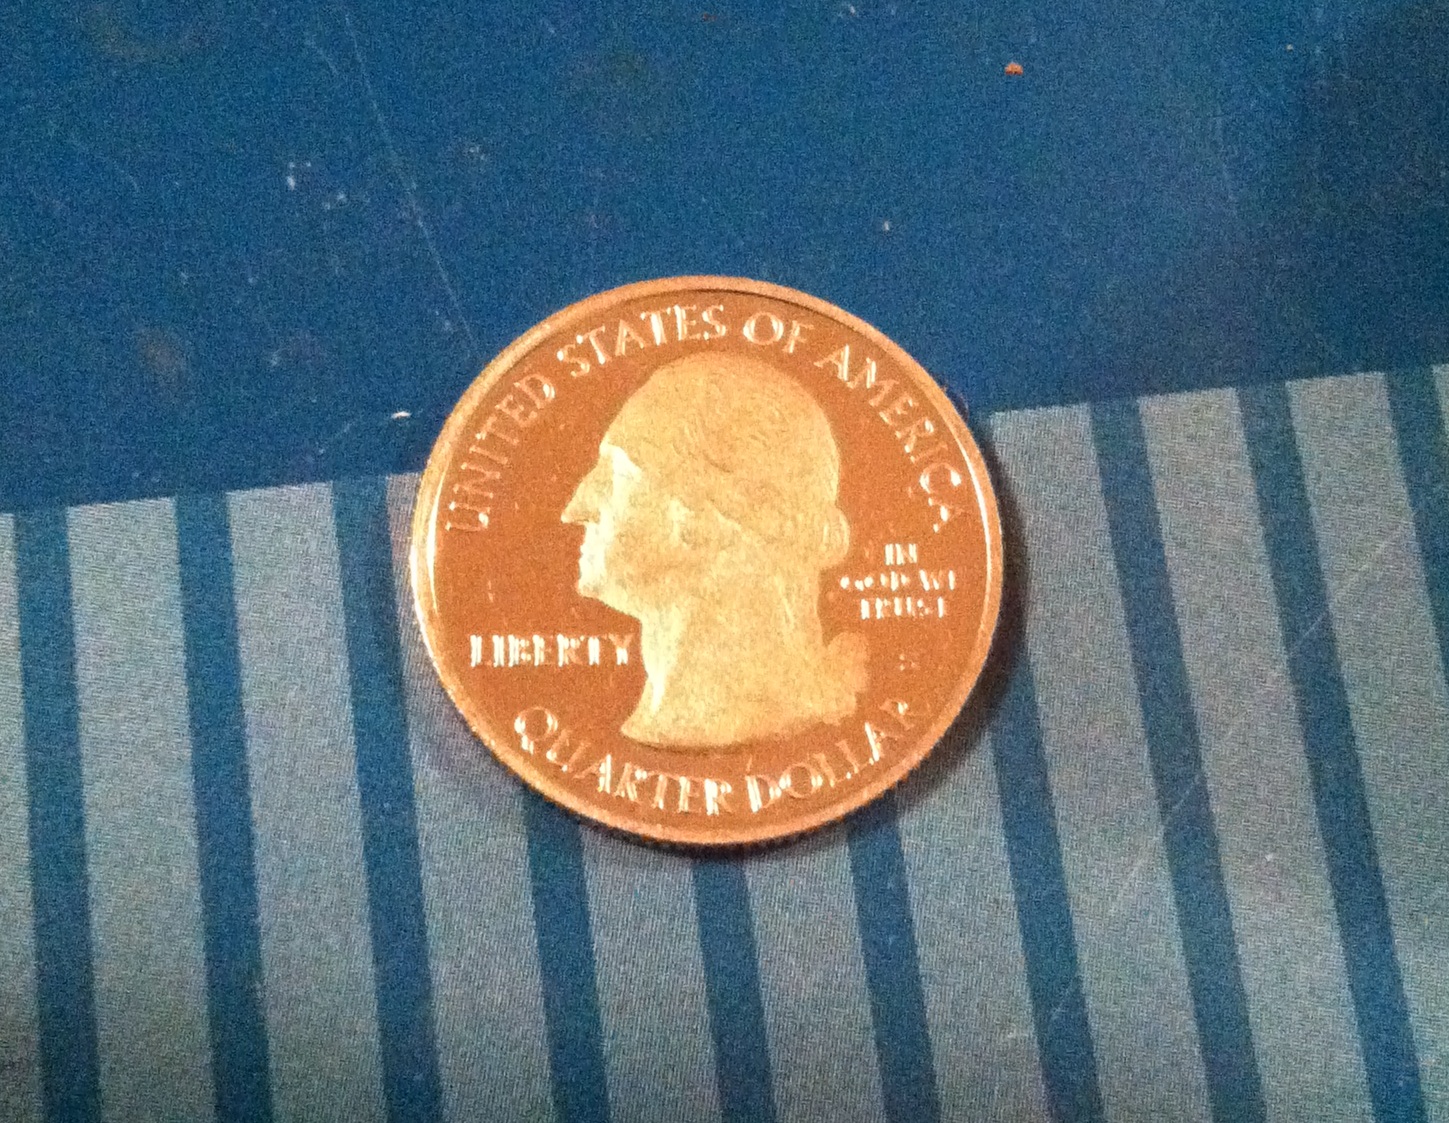 UNITED STATES OF AMERICA
LIBERTY
IN
GOD WE
TRUST
QUARTER DOLLAR